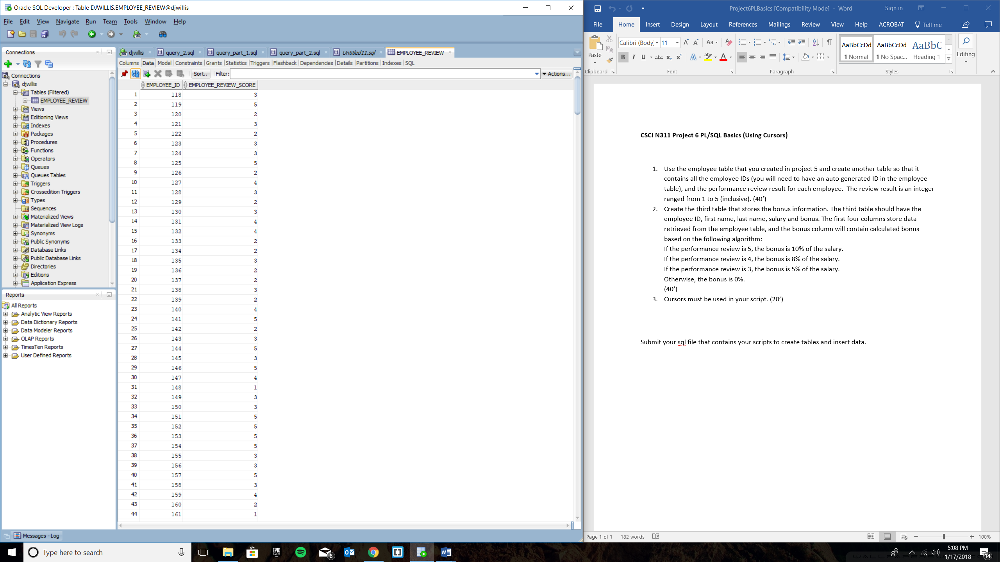 Oracle SQL Developer : Table DJWILLIS.EMPLOYEE_REVIEW@djwillis
File Edit View Navigate Run Team Tools Window Help
Connections
djwillis
query_2.sql
query_part_1.sql
query_part_2.sql
Untitled11.sql
EMPLOYEE_REVIEW
Columns Data Model Constraints Grants Statistics Triggers Flashback Dependencies Details Partitions Indexes SQL
Sort.. Filter: Actions...
Connections
djwillis
Tables (Filtered)
EMPLOYEE_REVIEW
Views
Editioning Views
Indexes
Packages
Procedures
Functions
Operators
Queues
Queues Tables
Triggers
Crossedition Triggers
Types
Sequences
Materialized Views
Materialized View Logs
Synonyms
Public Synonyms
Database Links
Public Database Links
Directories
Editions
Application Express
Reports
All Reports
Analytic View Reports
Data Dictionary Reports
Data Modeler Reports
OLAP Reports
TimesTen Reports
User Defined Reports
EMPLOYEE_ID EMPLOYEE_REVIEW_SCORE
1 118 3
2 119 5
3 120 2
4 121 3
5 122 2
6 123 3
7 124 3
8 125 5
9 126 2
10 127 4
11 128 3
12 129 2
13 130 3
14 131 4
15 132 4
16 133 2
17 134 2
18 135 3
19 136 2
20 137 2
21 138 3
22 139 2
23 140 4
24 141 5
25 142 2
26 143 3
27 144 5
28 145 3
29 146 5
30 147 4
31 148 1
32 149 3
33 150 3
34 151 5
35 152 5
36 153 5
37 154 5
38 155 3
39 156 3
40 157 5
41 158 3
42 159 4
43 160 2
44 161 1
Messages - Log
Project6PLBasics [Compatibility Mode] - Word
Sign in
File Home Insert Design Layout References Mailings Review View Help ACROBAT Tell me
Paste
Calibri (Body) 11
Aa
B I U abc x₂ x²
AaBbCcDd AaBbCcDd AaBbC
¶ Normal ¶ No Spac... Heading 1
Editing
Clipboard Font Paragraph Styles
CSCI N311 Project 6 PL/SQL Basics (Using Cursors)
1. Use the employee table that you created in project 5 and create another table so that it
contains all the employee IDs (you will need to have an auto generated ID in the employee
table), and the performance review result for each employee.  The review result is an integer
ranged from 1 to 5 (inclusive). (40’)
2. Create the third table that stores the bonus information. The third table should have the
employee ID, first name, last name, salary and bonus. The first four columns store data
retrieved from the employee table, and the bonus column will contain calculated bonus
based on the following algorithm:
If the performance review is 5, the bonus is 10% of the salary.
If the performance review is 4, the bonus is 8% of the salary.
If the performance review is 3, the bonus is 5% of the salary.
Otherwise, the bonus is 0%.
(40’)
3. Cursors must be used in your script. (20’)
Submit your sql file that contains your scripts to create tables and insert data.
Page 1 of 1 182 words
100%
Type here to search
EPIC GAMES
6
5:08 PM
1/17/2018
14